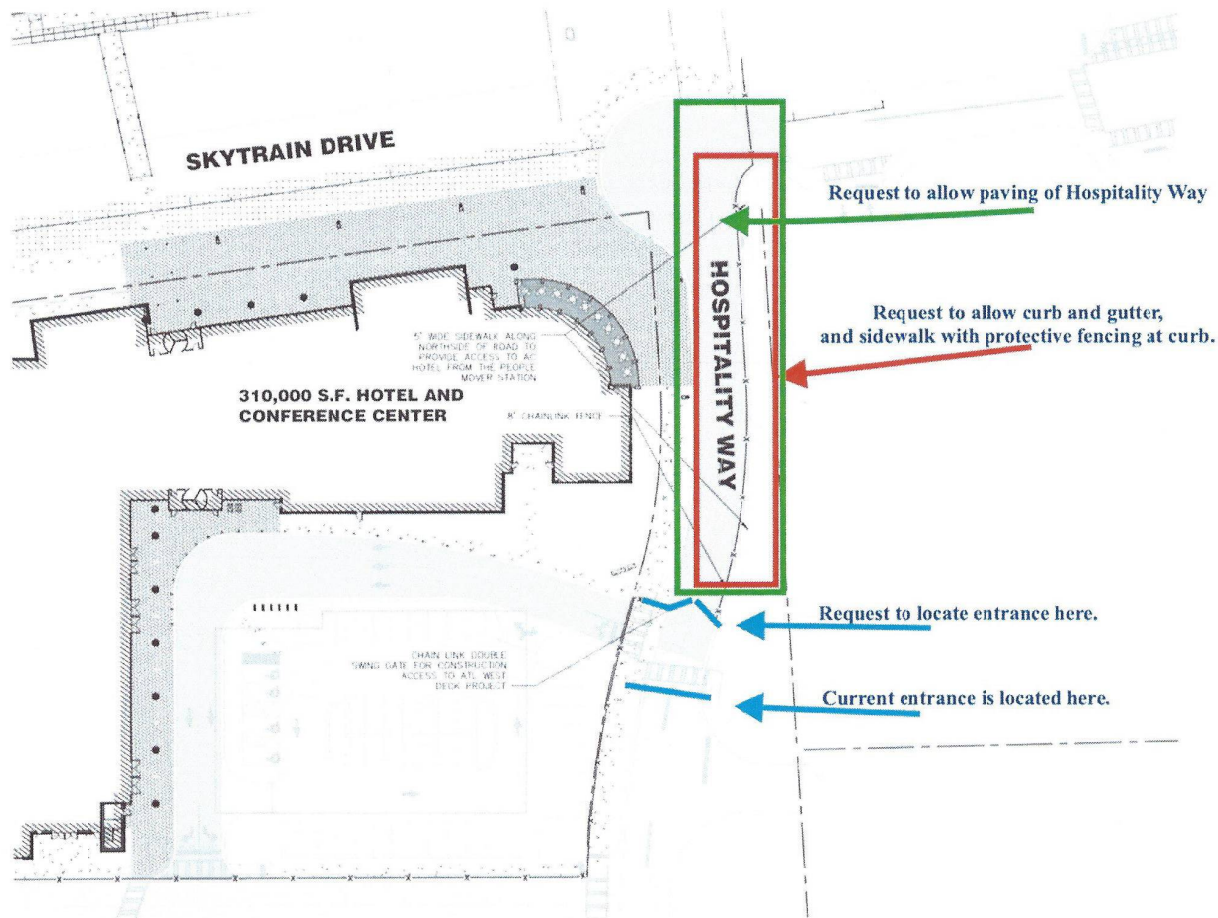 SKYTRAIN DRIVE
Request to allow paving of Hospitality Way
HOSPITALITY WAY
Request to allow curb and gutter,
and sidewalk with protective fencing at curb.
5' WIDE SIDEWALK ALONG
NORTHSIDE OF ROAD TO
PROVIDE ACCESS TO AC
HOTEL FROM THE PEOPLE
MOVER STATION
310,000 S.F. HOTEL AND
CONFERENCE CENTER
8' CHAINLINK FENCE
Request to locate entrance here.
CHAIN LINK DOUBLE
SWING GATE FOR CONSTRUCTION
ACCESS TO ATL WEST
DECK PROJECT
Current entrance is located here.